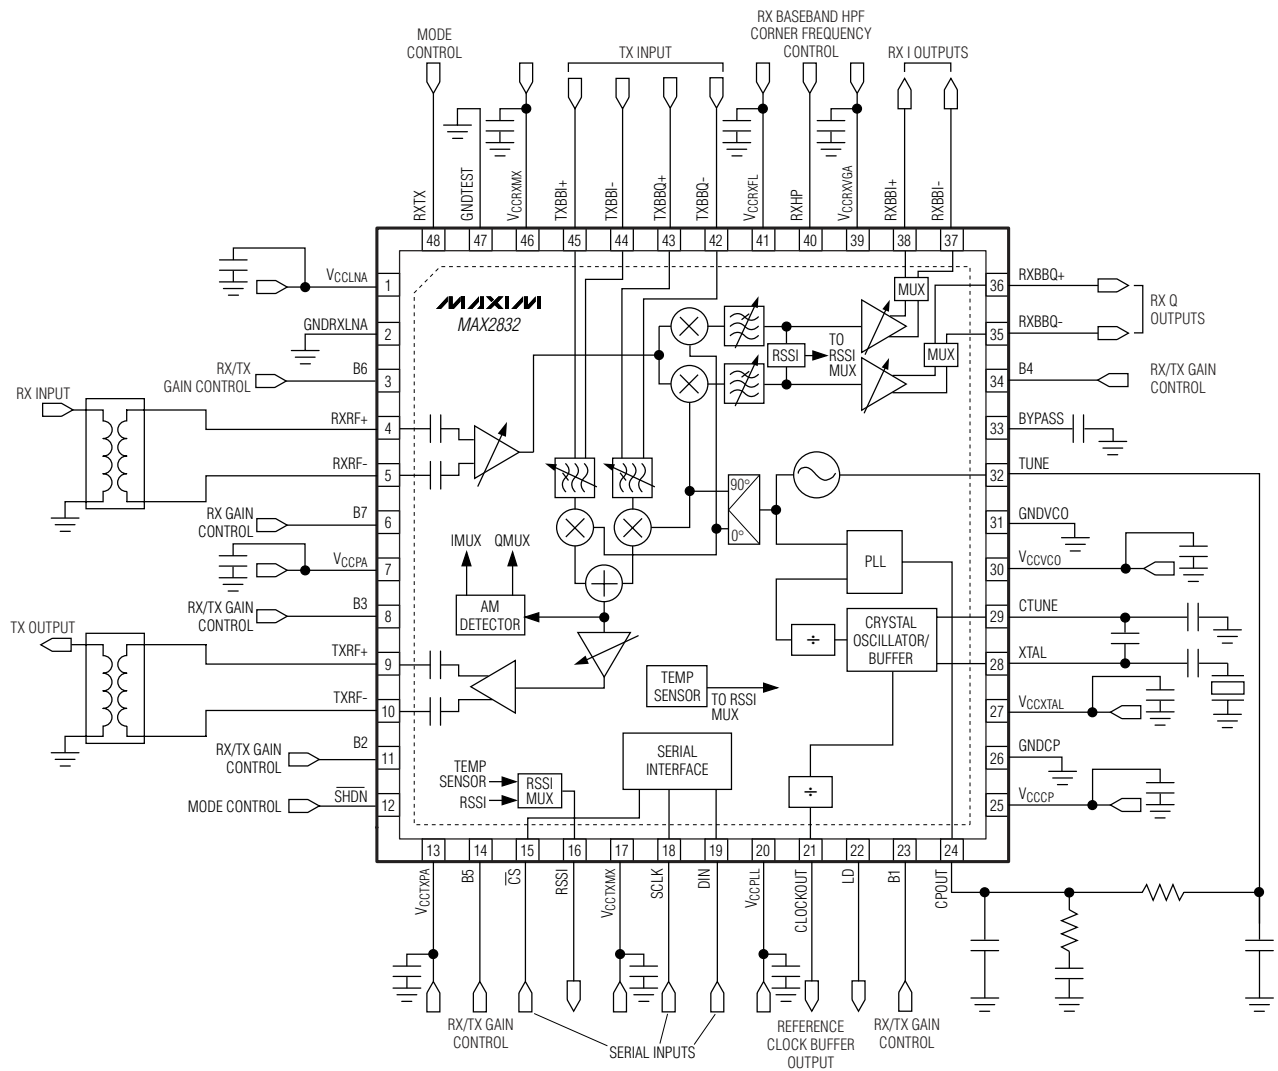 RX BASEBAND HPF
CORNER FREQUENCY
CONTROL
MODE
CONTROL
TX INPUT
RX I OUTPUTS
RXTX
GNDTEST
VCCRXMX
TXBBI+
TXBBI-
TXBBQ+
TXBBQ-
VCCRXFL
RXHP
VCCRXVGA
RXBBI+
RXBBI-
48
47
46
45
44
43
42
41
40
39
38
37
VCCLNA
1
GNDRXLNA
2
RX/TX
GAIN CONTROL
B6
3
RX INPUT
RXRF+
4
RXRF-
5
RX GAIN
CONTROL
B7
6
VCCPA
7
RX/TX GAIN
CONTROL
B3
8
TX OUTPUT
TXRF+
9
TXRF-
10
RX/TX GAIN
CONTROL
B2
11
MODE CONTROL
SHDN
12
MAXIM
MAX2832
MUX
MUX
RSSI
TO
RSSI
MUX
90°
0°
IMUX
QMUX
AM
DETECTOR
PLL
÷
CRYSTAL
OSCILLATOR/
BUFFER
TEMP
SENSOR
TO RSSI
MUX
SERIAL
INTERFACE
TEMP
SENSOR
RSSI
RSSI
MUX
÷
36
RXBBQ+
35
RXBBQ-
RX Q
OUTPUTS
34
B4
RX/TX GAIN
CONTROL
33
BYPASS
32
TUNE
31
GNDVCO
30
VCCVCO
29
CTUNE
28
XTAL
27
VCCXTAL
26
GNDCP
25
VCCCP
13
14
15
16
17
18
19
20
21
22
23
24
VCCTXPA
B5
CS
RSSI
VCCTXMX
SCLK
DIN
VCCPLL
CLOCKOUT
LD
B1
CPOUT
RX/TX GAIN
CONTROL
SERIAL INPUTS
REFERENCE
CLOCK BUFFER
OUTPUT
RX/TX GAIN
CONTROL